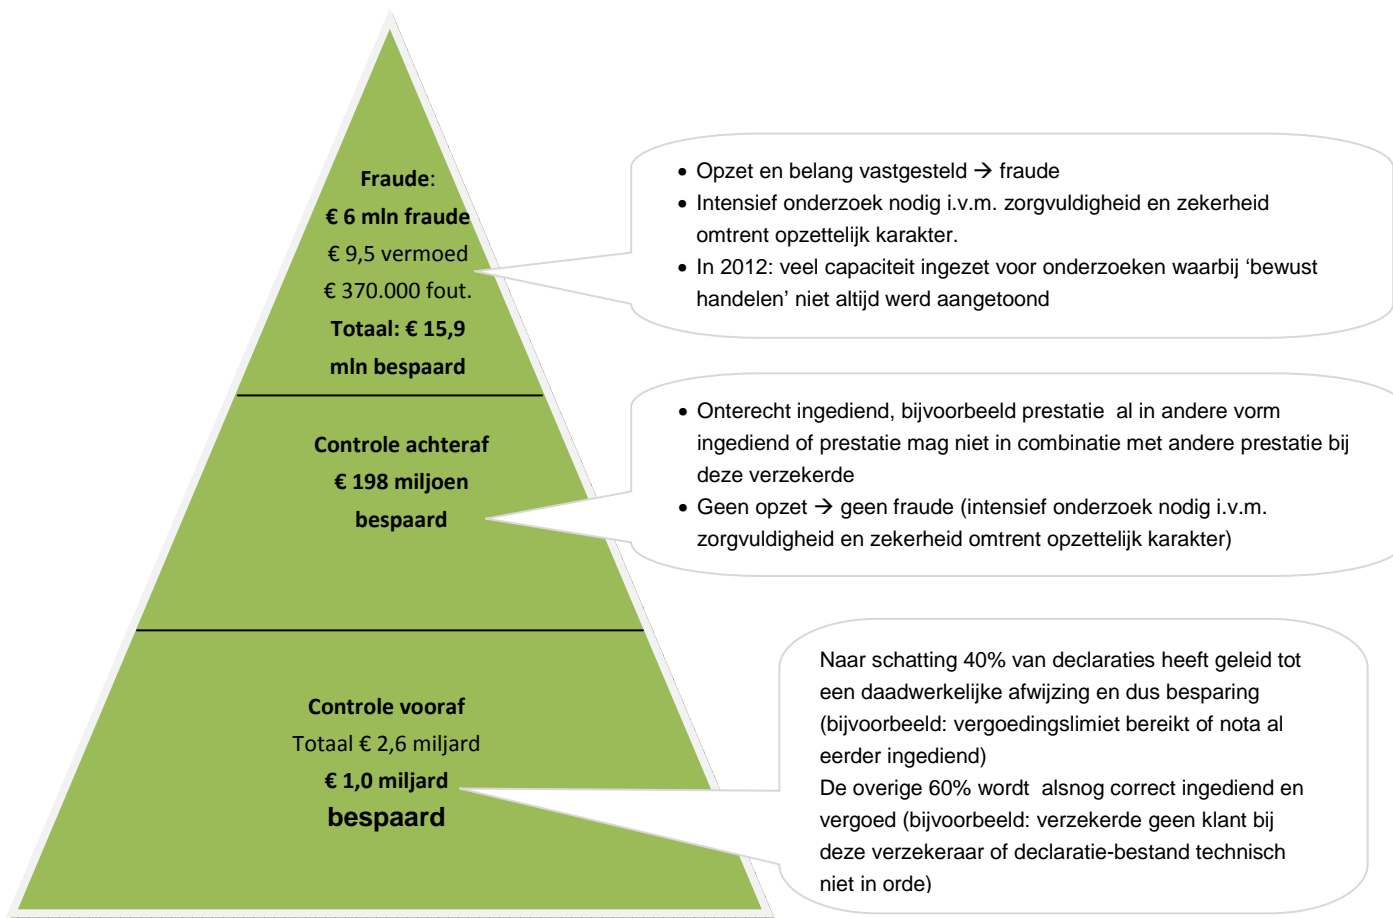 Fraude:
€ 6 mln fraude
€ 9,5 vermoed
€ 370.000 fout.
Totaal: € 15,9
mln bespaard
• Opzet en belang vastgesteld → fraude
• Intensief onderzoek nodig i.v.m. zorgvuldigheid en zekerheid
omtrent opzettelijk karakter.
• In 2012: veel capaciteit ingezet voor onderzoeken waarbij ‘bewust
handelen’ niet altijd werd aangetoond
Controle achteraf
€ 198 miljoen
bespaard
• Onterecht ingediend, bijvoorbeeld prestatie al in andere vorm
ingediend of prestatie mag niet in combinatie met andere prestatie bij
deze verzekerde
• Geen opzet → geen fraude (intensief onderzoek nodig i.v.m.
zorgvuldigheid en zekerheid omtrent opzettelijk karakter)
Controle vooraf
Totaal € 2,6 miljard
€ 1,0 miljard
bespaard
Naar schatting 40% van declaraties heeft geleid tot
een daadwerkelijke afwijzing en dus besparing
(bijvoorbeeld: vergoedingslimiet bereikt of nota al
eerder ingediend)
De overige 60% wordt alsnog correct ingediend en
vergoed (bijvoorbeeld: verzekerde geen klant bij
deze verzekeraar of declaratie-bestand technisch
niet in orde)